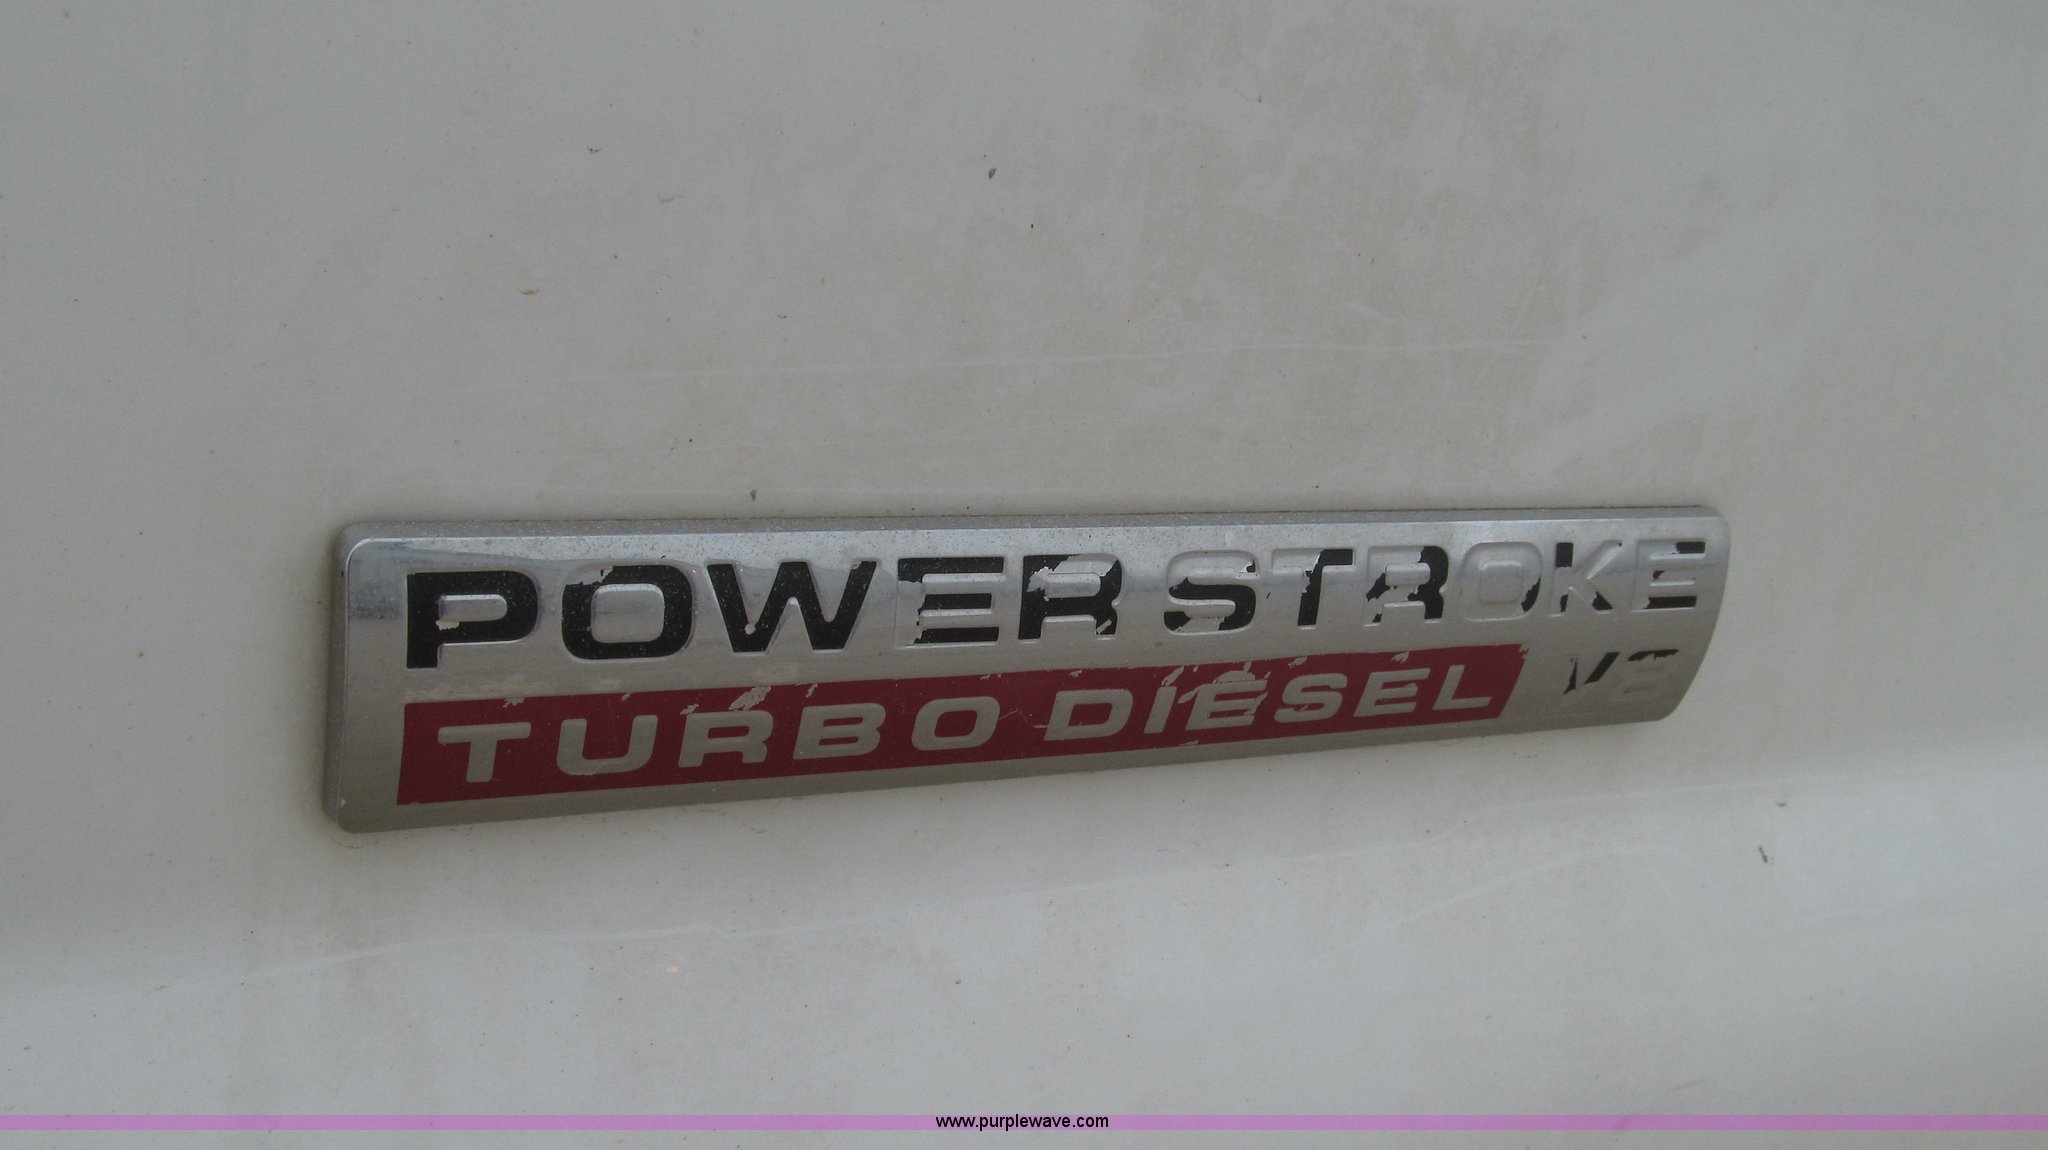 POWER STROKE
TURBO DIESEL V8
www.purplewave.com